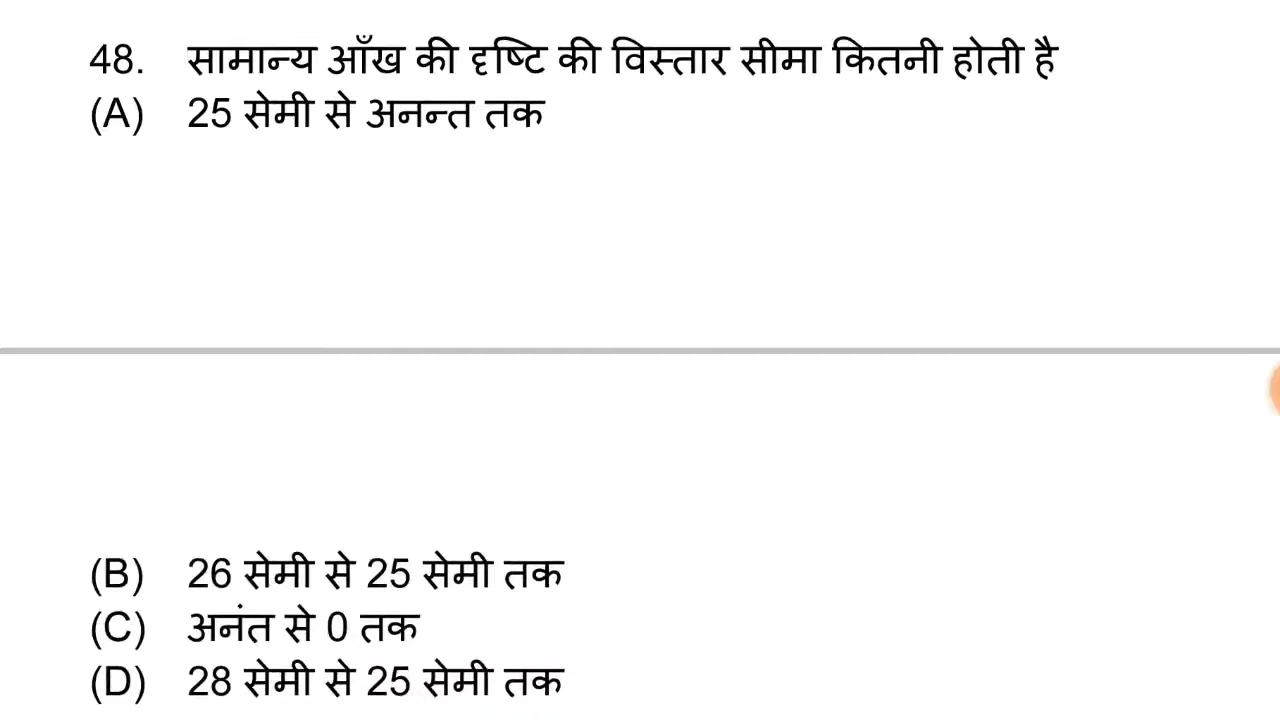 48. सामान्य आँख की दृष्टि की विस्तार सीमा कितनी होती है
(A) 25 सेमी से अनन्त तक
(B) 26 सेमी से 25 सेमी तक
(C) अनंत से 0 तक
(D) 28 सेमी से 25 सेमी तक